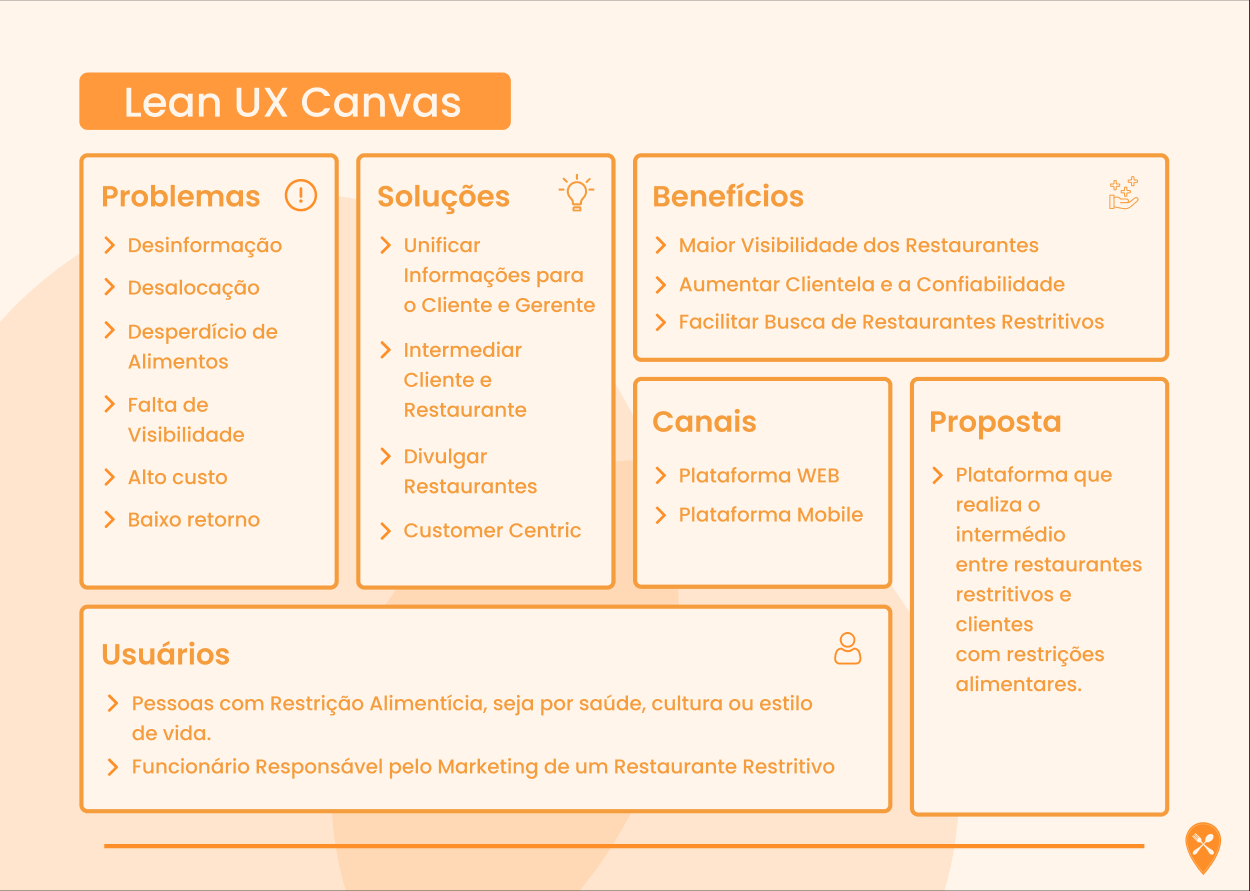 Lean UX Canvas
Problemas
Desinformação
Desalocação
Desperdício de
Alimentos
Falta de
Visibilidade
Alto custo
Baixo retorno
Soluções
Unificar
Informações para
o Cliente e Gerente
Intermediar
Cliente e
Restaurante
Divulgar
Restaurantes
Customer Centric
Benefícios
Maior Visibilidade dos Restaurantes
Aumentar Clientela e a Confiabilidade
Facilitar Busca de Restaurantes Restritivos
Canais
Plataforma WEB
Plataforma Mobile
Proposta
Plataforma que
realiza o
intermédio
entre restaurantes
restritivos e
clientes
com restrições
alimentares.
Usuários
Pessoas com Restrição Alimentícia, seja por saúde, cultura ou estilo
de vida.
Funcionário Responsável pelo Marketing de um Restaurante Restritivo